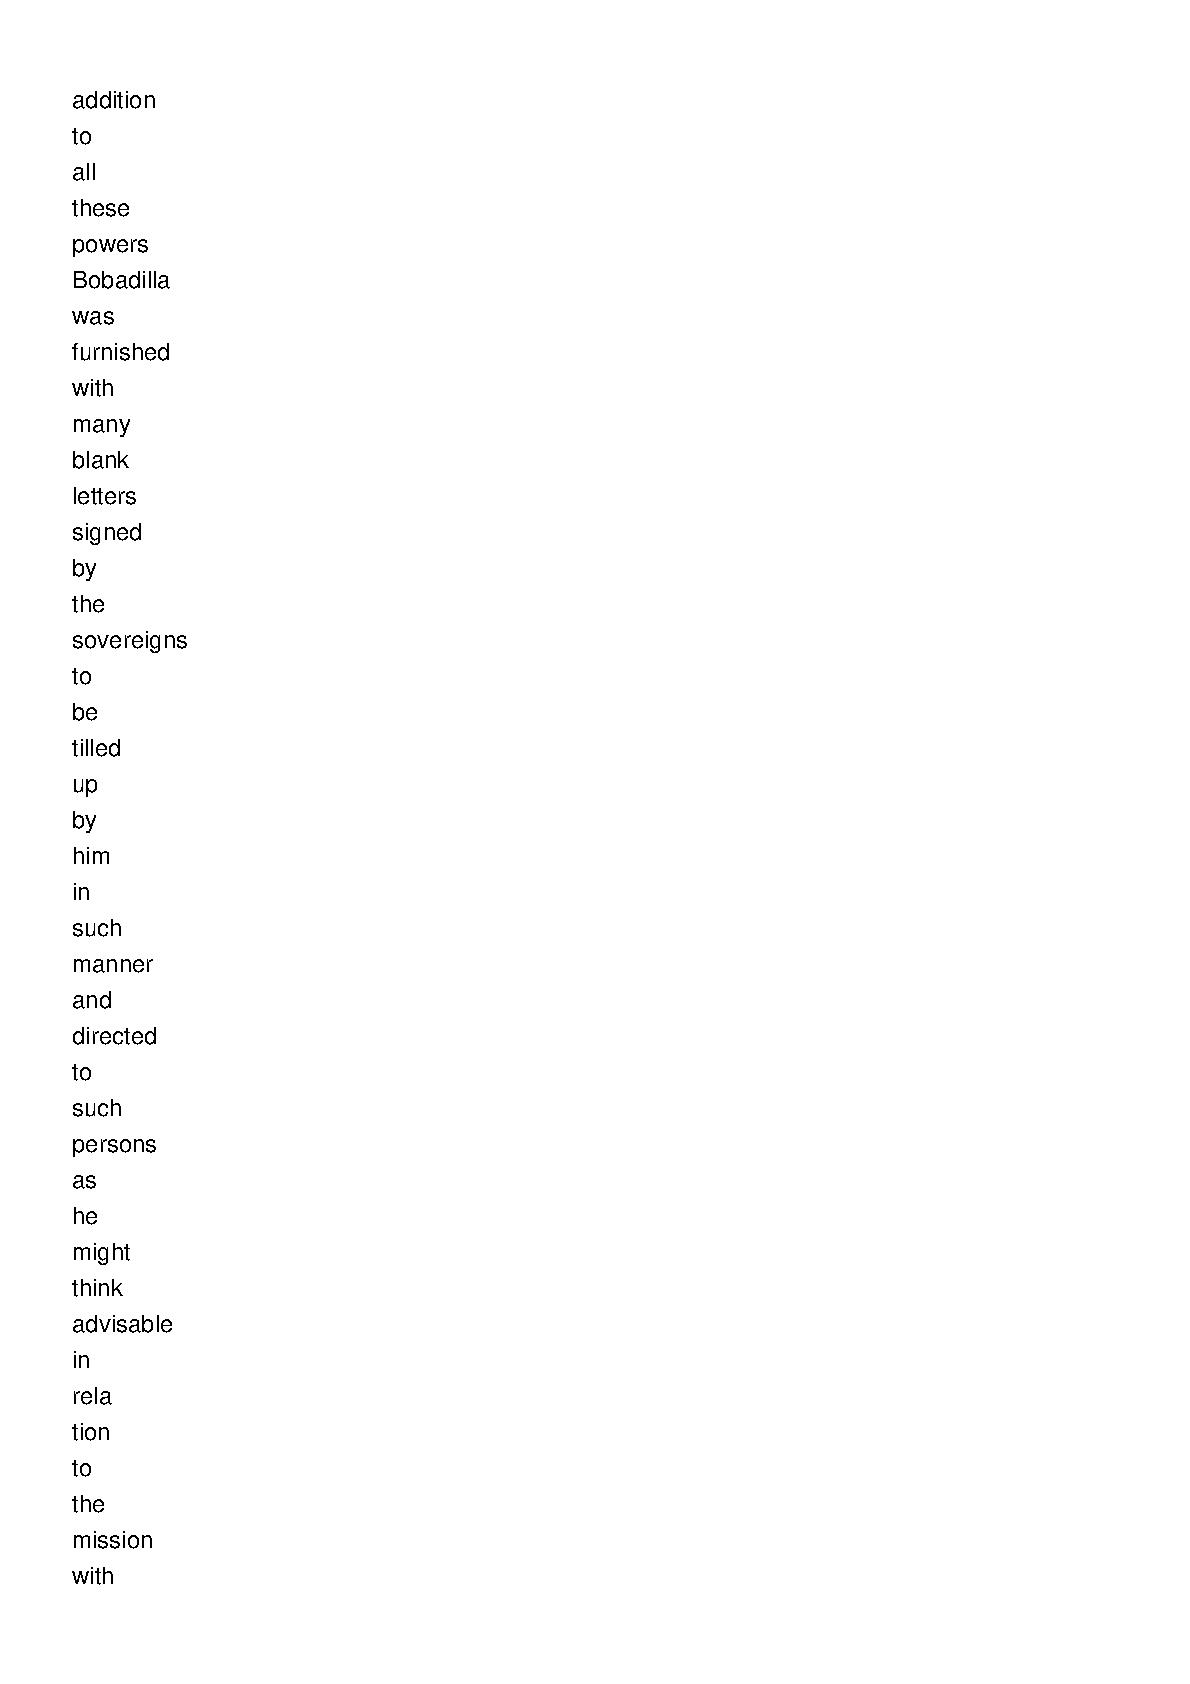 addition
to
all
these
powers
Bobadilla
was
furnished
with
many
blank
letters
signed
by
the
sovereigns
to
be
tilled
up
by
him
in
such
manner
and
directed
to
such
persons
as
he
might
think
advisable
in
rela
tion
to
the
mission
with